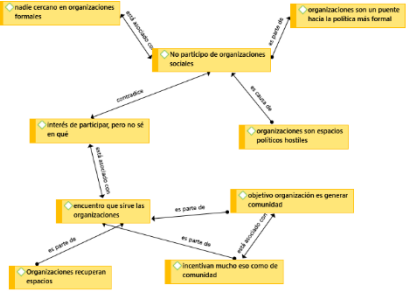 nadie cercano en organizaciones
formales
organizaciones son un puente
hacia la política más formal
está asociado con
es parte de
No participo de organizaciones
sociales
contradice
es causa de
interés de participar, pero no sé
en qué
organizaciones son espacios
políticos hostiles
está asociado con
encuentro que sirve las
organizaciones
es parte de
objetivo organización es generar
comunidad
es parte de
es parte de
está asociado con
Organizaciones recuperan
espacios
incentivan mucho eso como de
comunidad